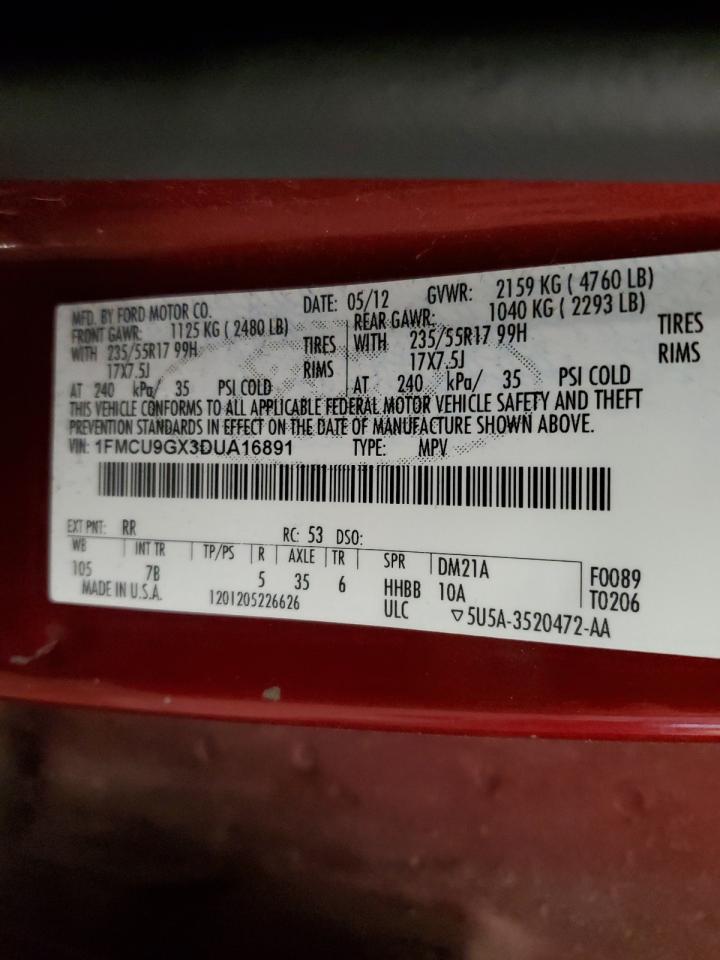 MFD. BY FORD MOTOR CO. DATE: 05/12 GVWR: 2159 KG ( 4760 LB)
FRONT GAWR: 1125 KG ( 2480 LB) REAR GAWR: 1040 KG ( 2293 LB)
WITH 235/55R17 99H TIRES WITH 235/55R17 99H TIRES
17X7.5J RIMS 17X7.5J RIMS
AT 240 kPa/ 35 PSI COLD AT 240 kPa/ 35 PSI COLD
THIS VEHICLE CONFORMS TO ALL APPLICABLE FEDERAL MOTOR VEHICLE SAFETY AND THEFT
PREVENTION STANDARDS IN EFFECT ON THE DATE OF MANUFACTURE SHOWN ABOVE.
VIN: 1FMCU9GX3DUA16891 TYPE: MPV
EXT PNT: RR RC: 53 DSO:
WB INT TR TP/PS R AXLE TR SPR DM21A F0089
105 7B 5 35 6 HHBB 10A T0206
MADE IN U.S.A. 1201205226626 ULC ▽5U5A-3520472-AA